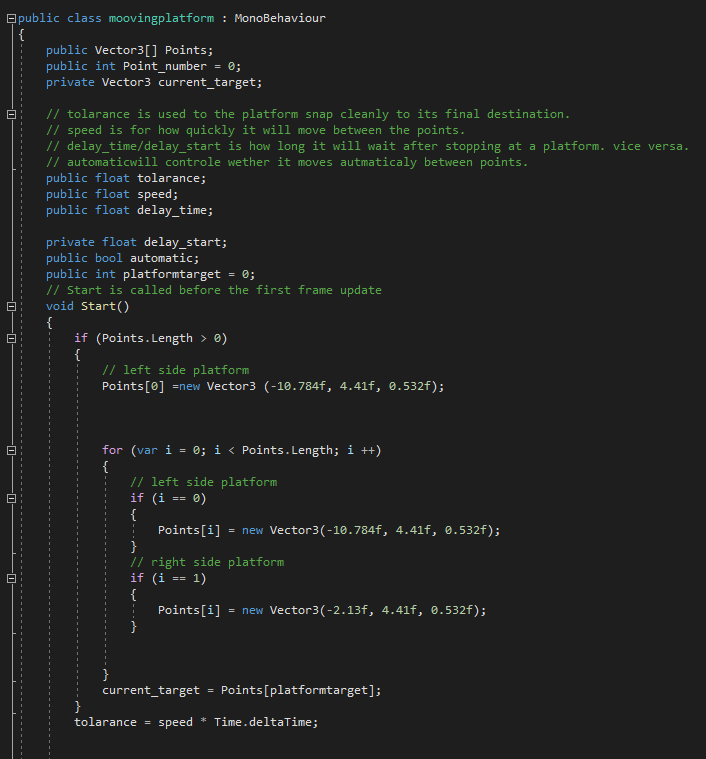 public class moovingplatform : MonoBehaviour
{
public Vector3[] Points;
public int Point_number = 0;
private Vector3 current_target;
// tolarance is used to the platform snap cleanly to its final destination.
// speed is for how quickly it will move between the points.
// delay_time/delay_start is how long it will wait after stopping at a platform. vice versa.
// automaticwill controle wether it moves autmaticaly between points.
public float tolarance;
public float speed;
public float delay_time;
private float delay_start;
public bool automatic;
public int platformtarget = 0;
// Start is called before the first frame update
void Start()
{
if (Points.Length > 0)
{
// left side platform
Points[0] =new Vector3 (-10.784f, 4.41f, 0.532f);
for (var i = 0; i < Points.Length; i ++)
{
// left side platform
if (i == 0)
{
Points[i] = new Vector3(-10.784f, 4.41f, 0.532f);
}
// right side platform
if (i == 1)
{
Points[i] = new Vector3(-2.13f, 4.41f, 0.532f);
}
}
current_target = Points[platformtarget];
}
tolarance = speed * Time.deltaTime;